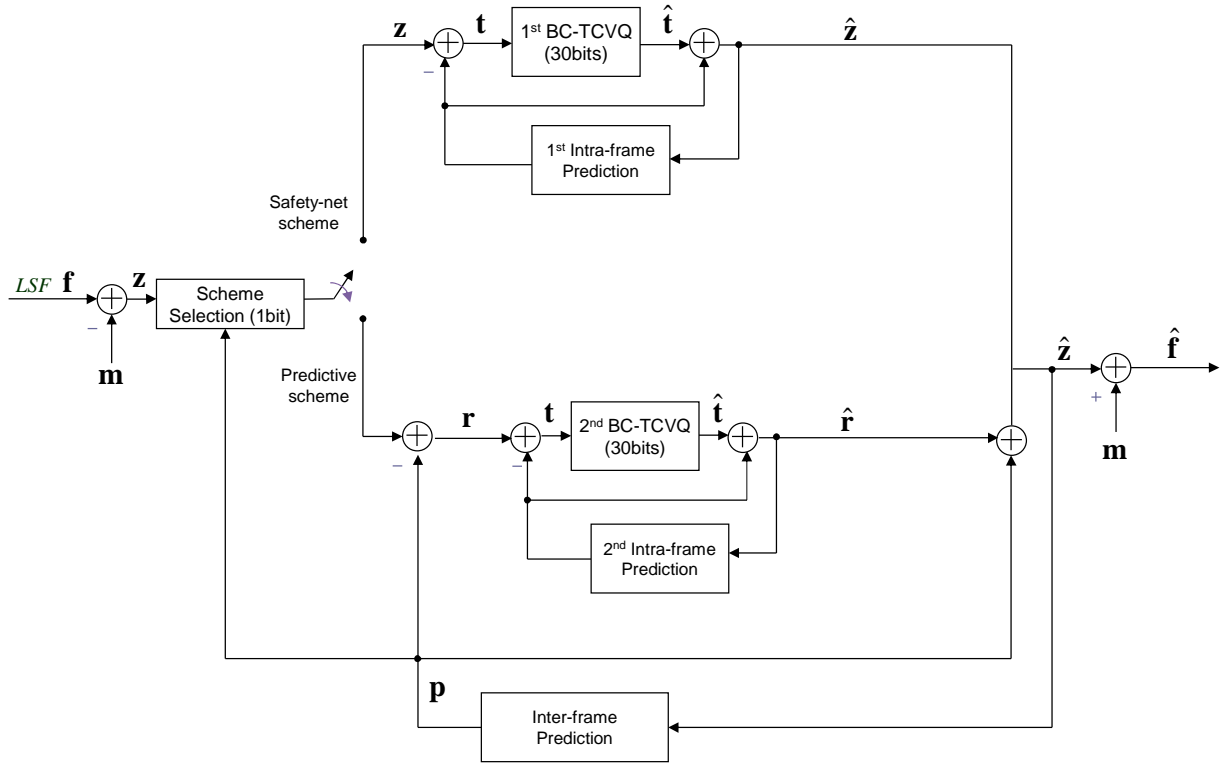 z
t
1st BC-TCVQ
(30bits)
t̂
ẑ
−
1st Intra-frame
Prediction
Safety-net
scheme
LSF f
z
−
m
Scheme
Selection (1bit)
Predictive
scheme
−
r
t
−
2nd BC-TCVQ
(30bits)
t̂
r̂
2nd Intra-frame
Prediction
ẑ
f̂
+
m
p
Inter-frame
Prediction